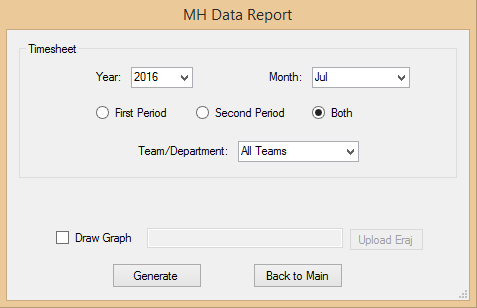 MH Data Report
Timesheet
Year: 2016 Month: Jul
First Period Second Period Both
Team/Department: All Teams
Draw Graph Upload Eraj
Generate Back to Main